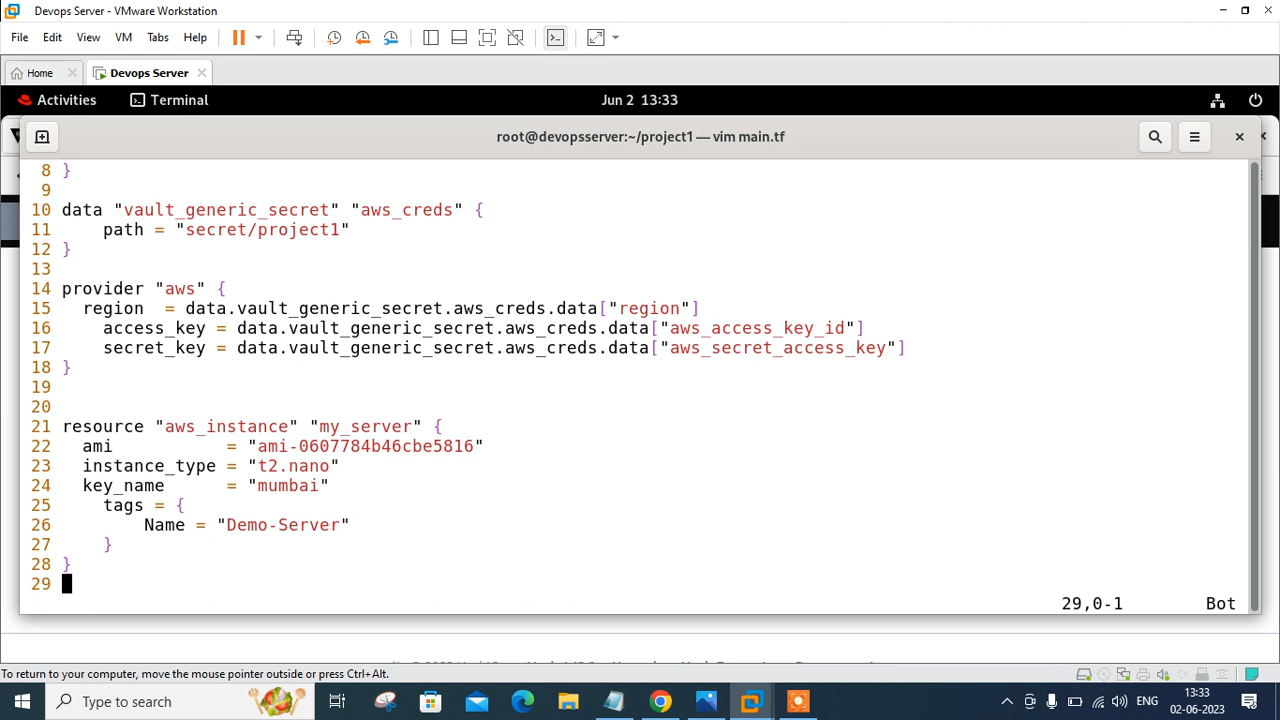 Devops Server - VMware Workstation
File Edit View VM Tabs Help
Home Devops Server
Activities Terminal Jun 2 13:33
root@devopsserver:~/project1 — vim main.tf
8 }
9
10 data "vault_generic_secret" "aws_creds" {
11     path = "secret/project1"
12 }
13
14 provider "aws" {
15   region  = data.vault_generic_secret.aws_creds.data["region"]
16     access_key = data.vault_generic_secret.aws_creds.data["aws_access_key_id"]
17     secret_key = data.vault_generic_secret.aws_creds.data["aws_secret_access_key"]
18 }
19
20
21 resource "aws_instance" "my_server" {
22   ami           = "ami-0607784b46cbe5816"
23   instance_type = "t2.nano"
24   key_name      = "mumbai"
25     tags = {
26         Name = "Demo-Server"
27     }
28 }
29
29,0-1 Bot
To return to your computer, move the mouse pointer outside or press Ctrl+Alt.
Type here to search
ENG
13:33
02-06-2023